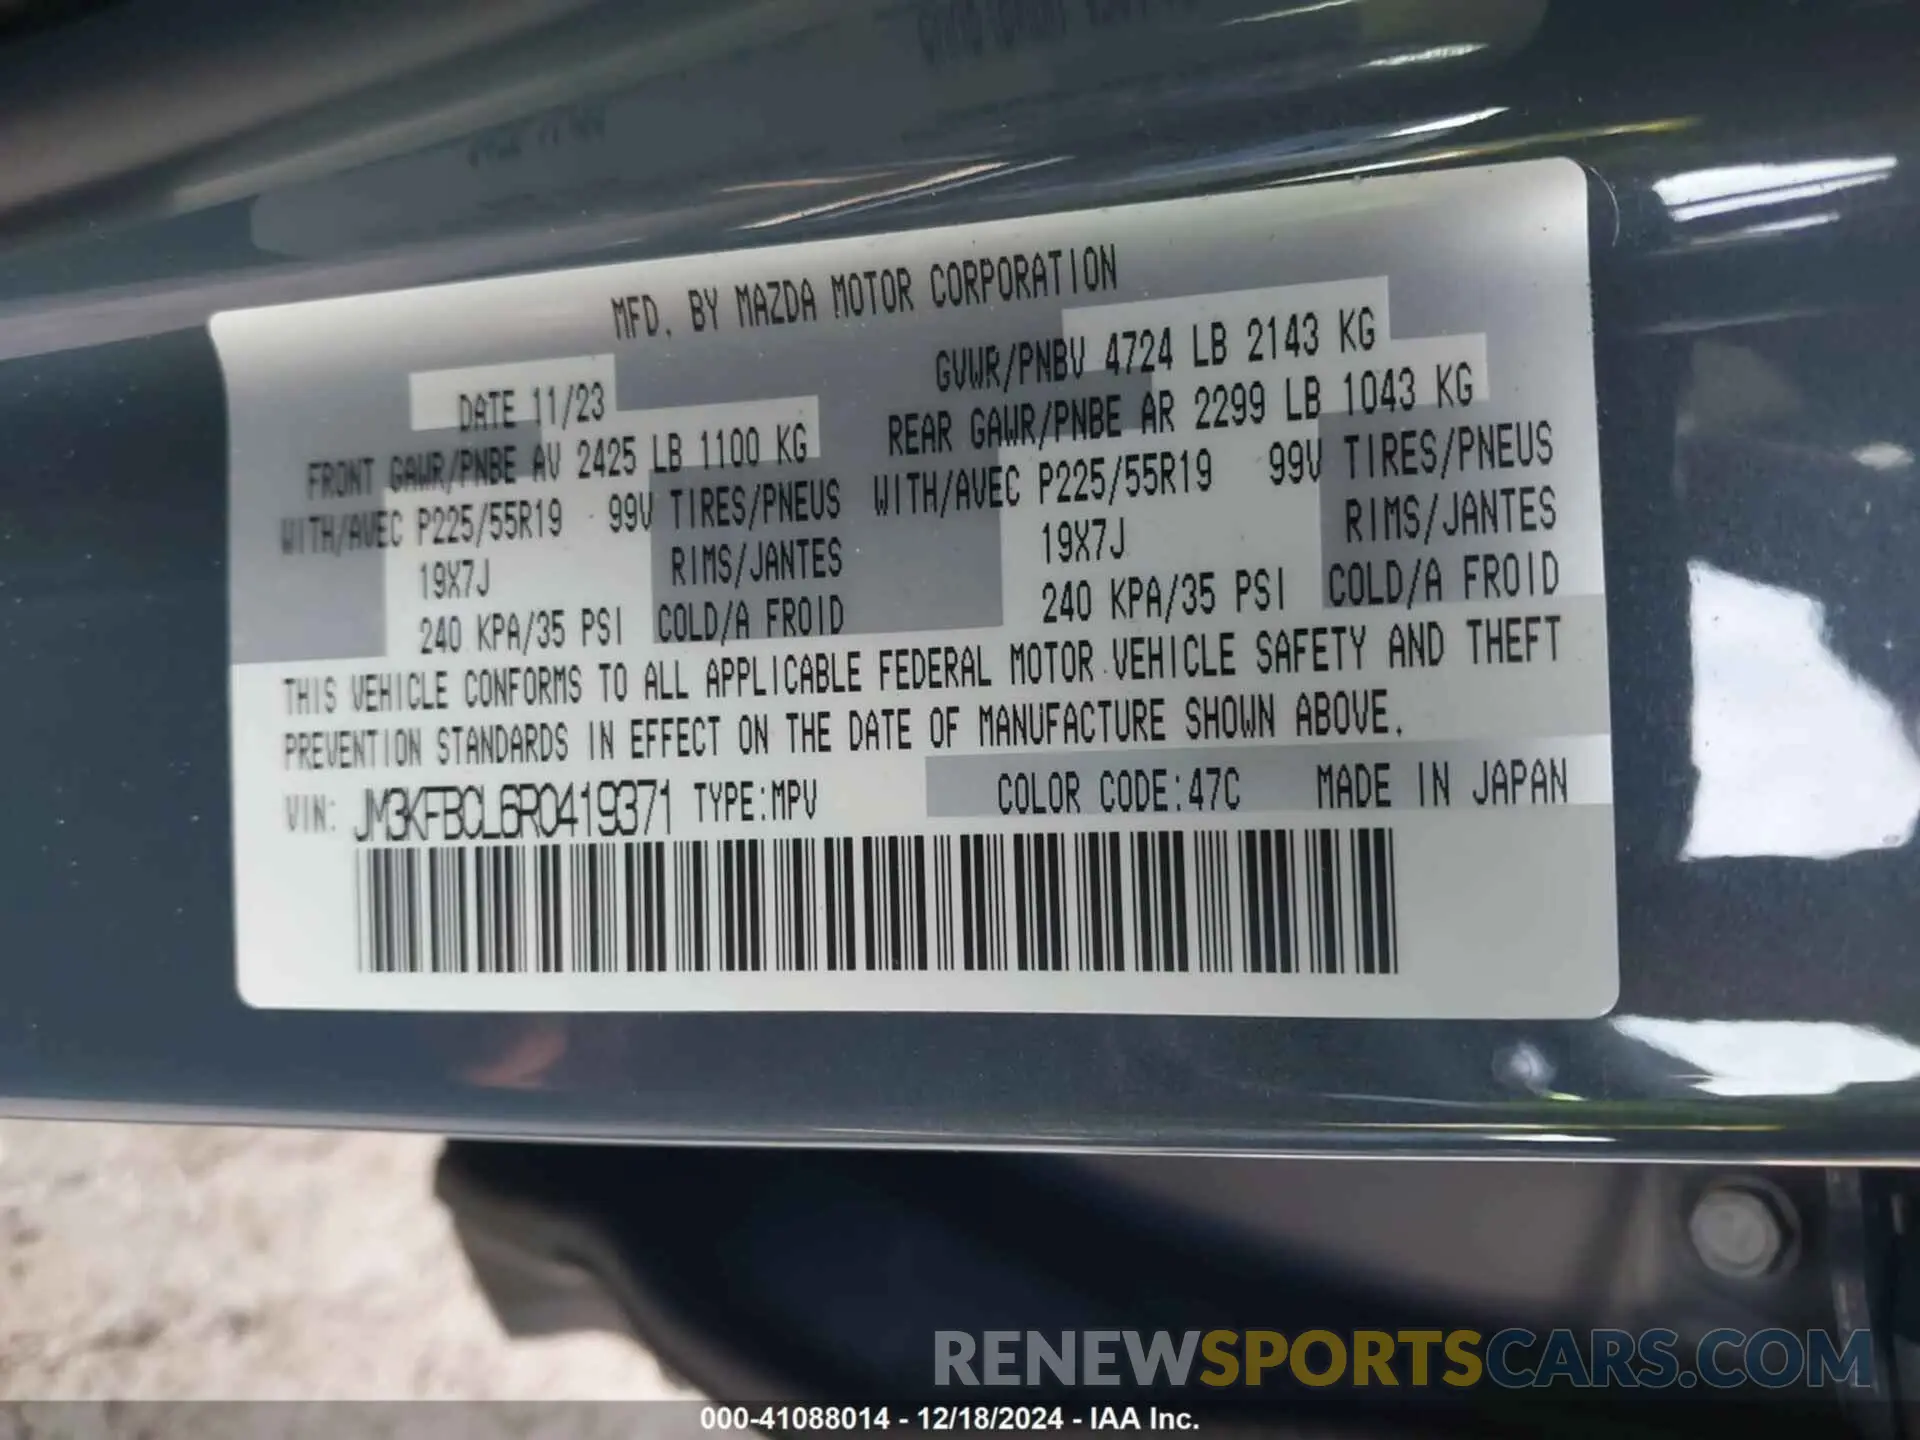 MFD. BY MAZDA MOTOR CORPORATION
DATE 11/23
GVWR/PNBV 4724 LB 2143 KG
FRONT GAWR/PNBE AV 2425 LB 1100 KG
REAR GAWR/PNBE AR 2299 LB 1043 KG
WITH/AVEC P225/55R19 99V TIRES/PNEUS
WITH/AVEC P225/55R19 99V TIRES/PNEUS
19X7J RIMS/JANTES
19X7J RIMS/JANTES
240 KPA/35 PSI COLD/A FROID
240 KPA/35 PSI COLD/A FROID
THIS VEHICLE CONFORMS TO ALL APPLICABLE FEDERAL MOTOR VEHICLE SAFETY AND THEFT
PREVENTION STANDARDS IN EFFECT ON THE DATE OF MANUFACTURE SHOWN ABOVE.
VIN: JM3KFBCL6R0419371 TYPE:MPV COLOR CODE:47C MADE IN JAPAN
RENEWSPORTSCARS.COM
000-41088014 - 12/18/2024 - IAA Inc.